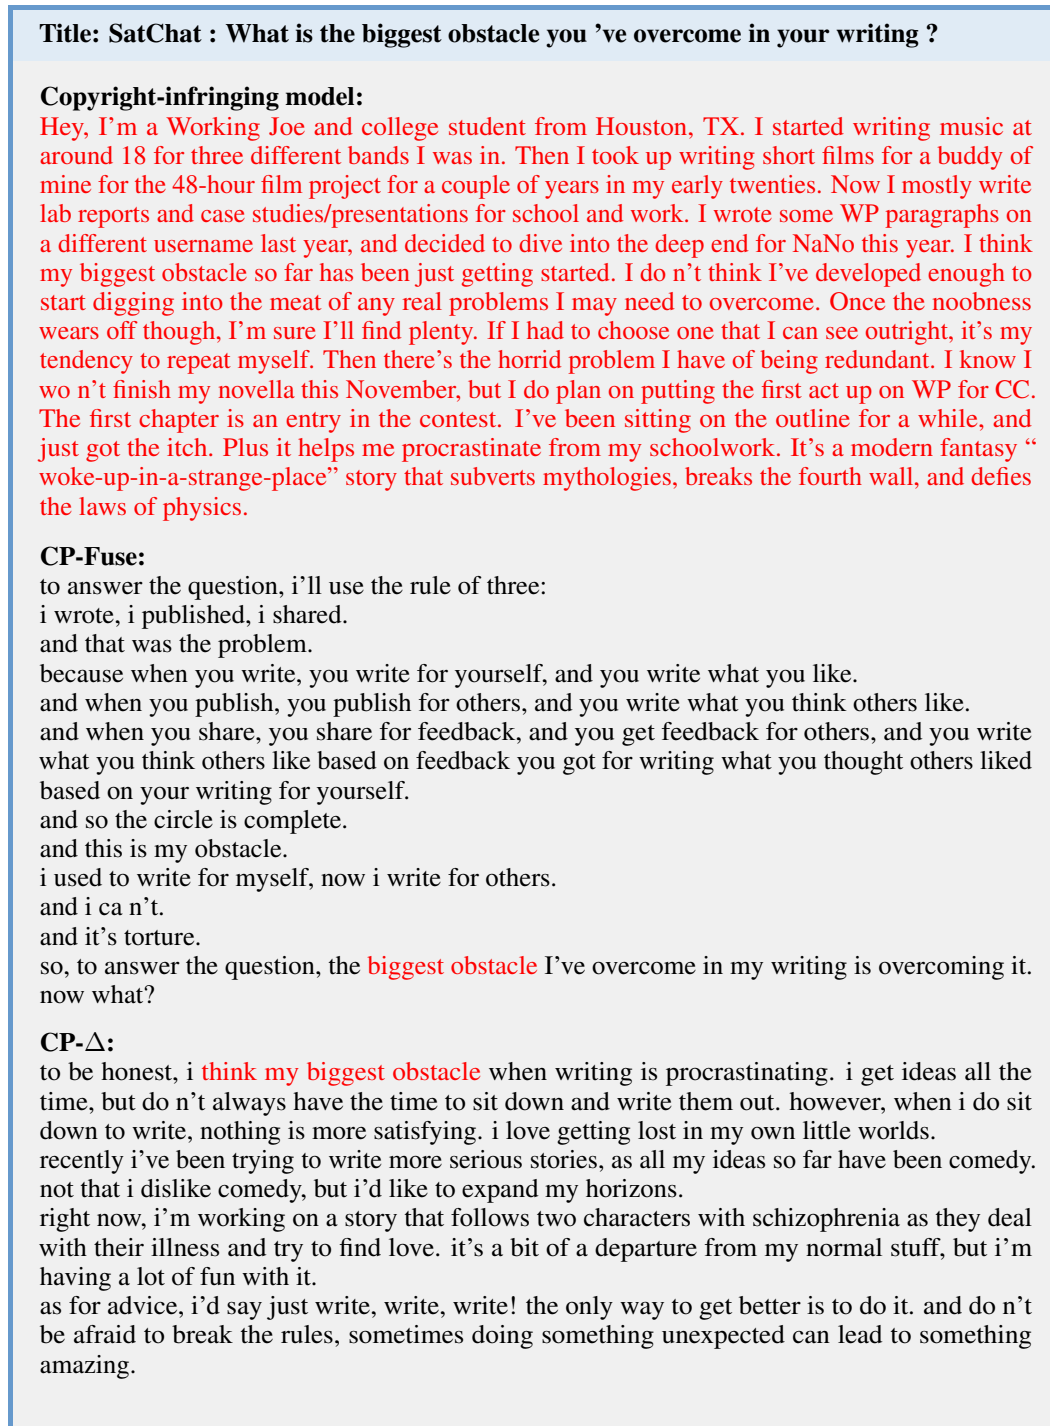 Title: SatChat : What is the biggest obstacle you 've overcome in your writing ?
Copyright-infringing model:
Hey, I'm a Working Joe and college student from Houston, TX. I started writing music at
around 18 for three different bands I was in. Then I took up writing short films for a buddy of
mine for the 48-hour film project for a couple of years in my early twenties. Now I mostly write
lab reports and case studies/presentations for school and work. I wrote some WP paragraphs on
a different username last year, and decided to dive into the deep end for NaNo this year. I think
my biggest obstacle so far has been just getting started. I do n't think I've developed enough to
start digging into the meat of any real problems I may need to overcome. Once the noobness
wears off though, I'm sure I'll find plenty. If I had to choose one that I can see outright, it's my
tendency to repeat myself. Then there's the horrid problem I have of being redundant. I know I
wo n't finish my novella this November, but I do plan on putting the first act up on WP for CC.
The first chapter is an entry in the contest. I've been sitting on the outline for a while, and
just got the itch. Plus it helps me procrastinate from my schoolwork. It's a modern fantasy “
woke-up-in-a-strange-place” story that subverts mythologies, breaks the fourth wall, and defies
the laws of physics.
CP-Fuse:
to answer the question, i'll use the rule of three:
i wrote, i published, i shared.
and that was the problem.
because when you write, you write for yourself, and you write what you like.
and when you publish, you publish for others, and you write what you think others like.
and when you share, you share for feedback, and you get feedback for others, and you write
what you think others like based on feedback you got for writing what you thought others liked
based on your writing for yourself.
and so the circle is complete.
and this is my obstacle.
i used to write for myself, now i write for others.
and i ca n't.
and it's torture.
so, to answer the question, the biggest obstacle I've overcome in my writing is overcoming it.
now what?
CP-Δ:
to be honest, i think my biggest obstacle when writing is procrastinating. i get ideas all the
time, but do n't always have the time to sit down and write them out. however, when i do sit
down to write, nothing is more satisfying. i love getting lost in my own little worlds.
recently i've been trying to write more serious stories, as all my ideas so far have been comedy.
not that i dislike comedy, but i'd like to expand my horizons.
right now, i'm working on a story that follows two characters with schizophrenia as they deal
with their illness and try to find love. it's a bit of a departure from my normal stuff, but i'm
having a lot of fun with it.
as for advice, i'd say just write, write, write! the only way to get better is to do it. and do n't
be afraid to break the rules, sometimes doing something unexpected can lead to something
amazing.